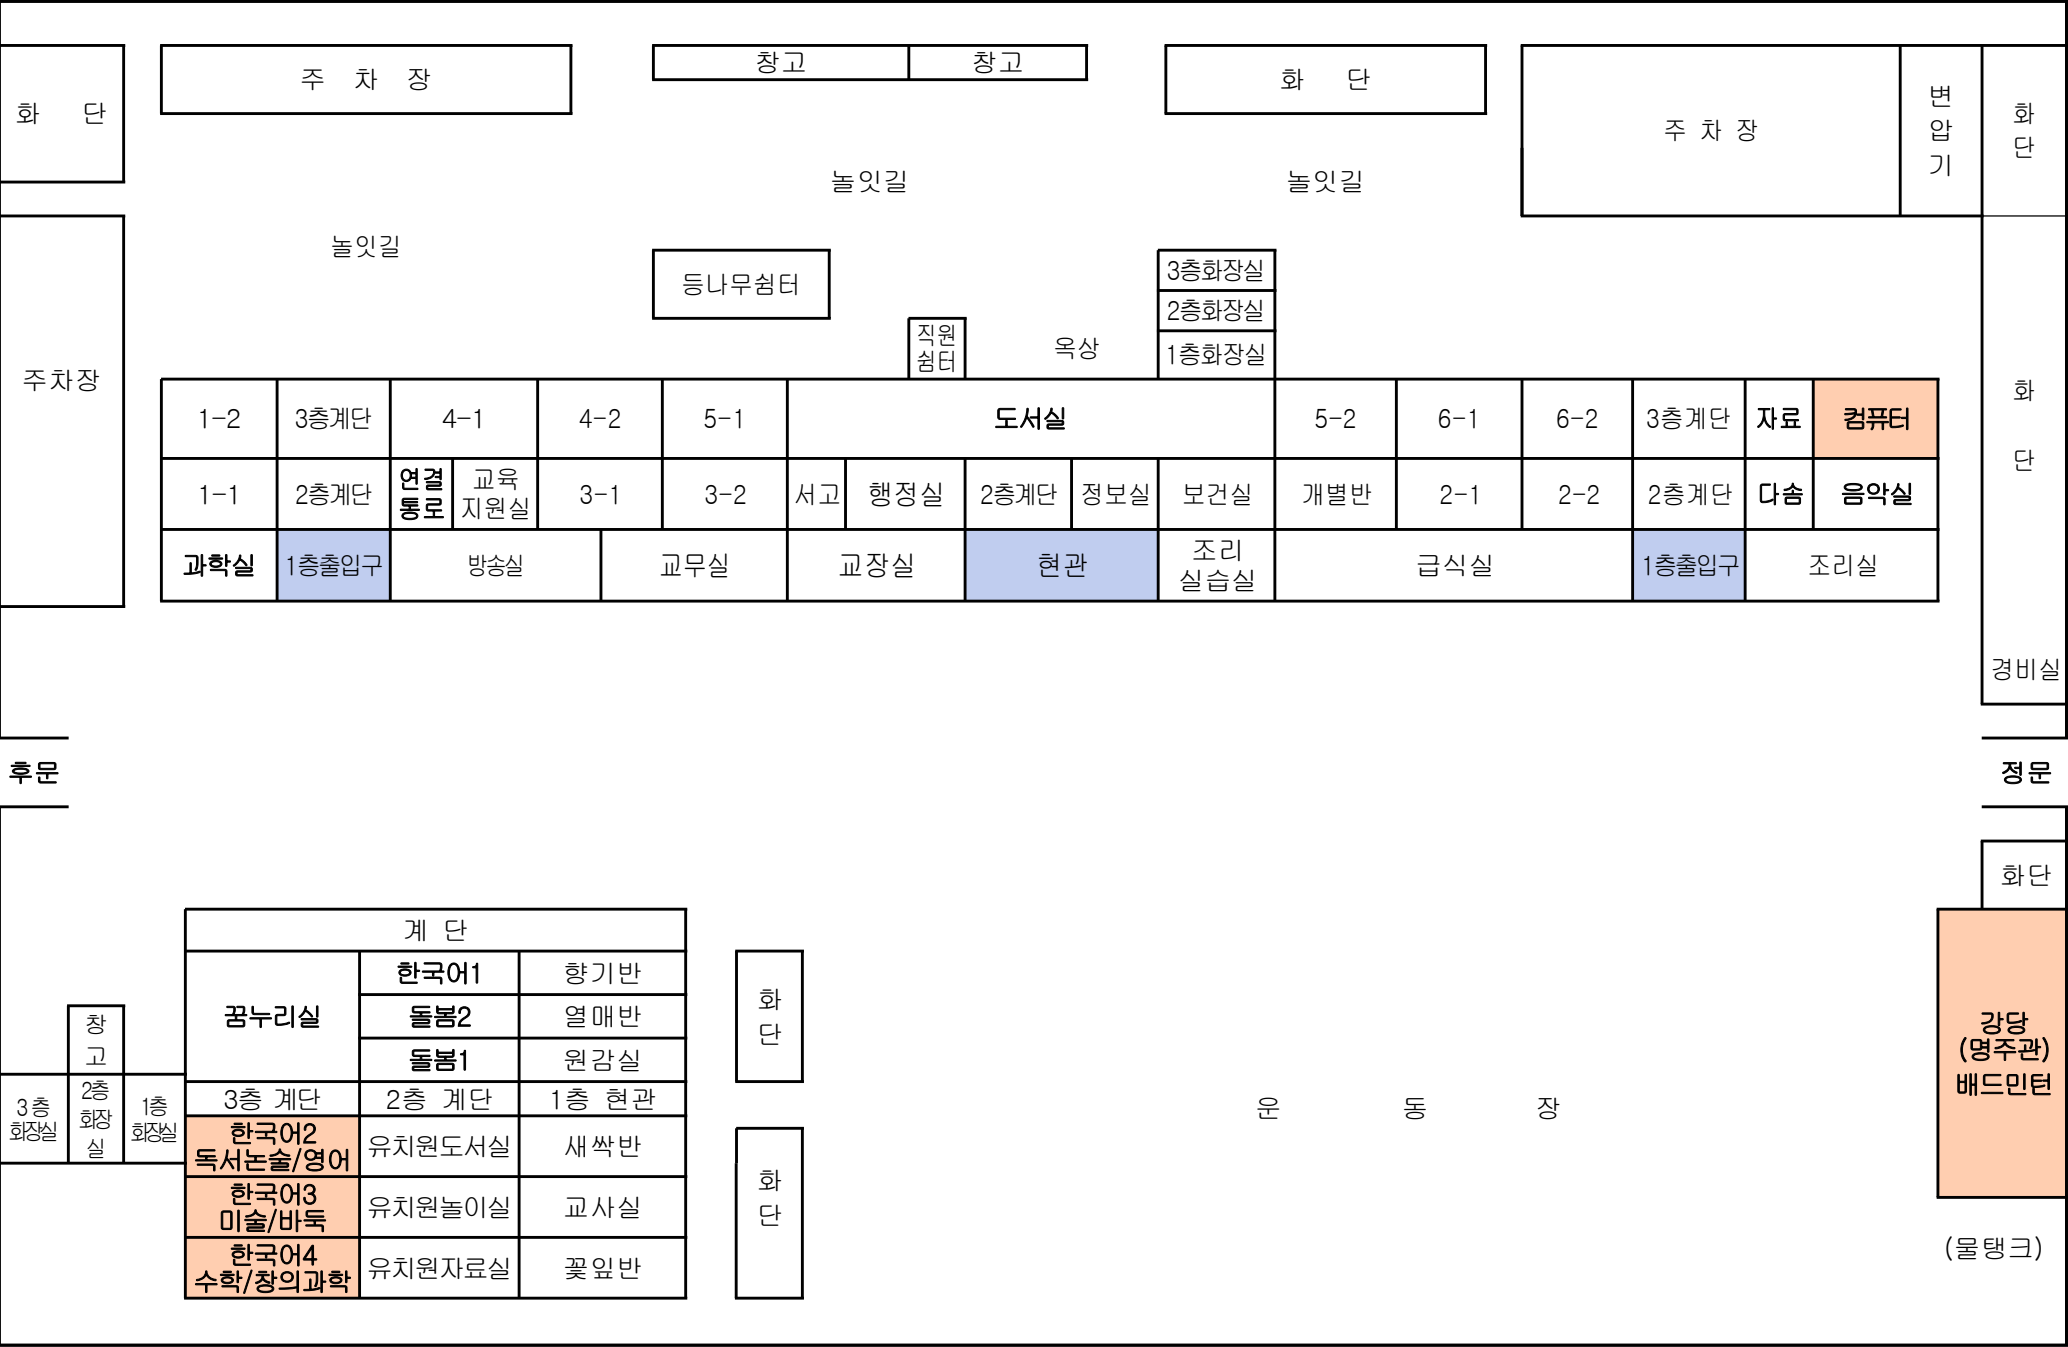 주 차 장
창고
창고
화 단
화 단
주 차 장
변
압
기
화
단
놀잇길
놀잇길
놀잇길
등나무쉼터
3층화장실
2층화장실
1층화장실
직원
쉼터
옥상
주차장
1-2
3층계단
4-1
4-2
5-1
도서실
5-2
6-1
6-2
3층계단
자료
컴퓨터
화
단
1-1
2층계단
연결
통로
교육
지원실
3-1
3-2
서고
행정실
2층계단
정보실
보건실
개별반
2-1
2-2
2층계단
다솜
음악실
과학실
1층출입구
방송실
교무실
교장실
현관
조리
실습실
급식실
1층출입구
조리실
경비실
후문
정문
화단
계 단
꿈누리실
한국어1
향기반
돌봄2
열매반
돌봄1
원감실
화
단
창
고
강당
(명주관)
배드민턴
3층
화장실
2층
화장
실
1층
화장실
3층 계단
2층 계단
1층 현관
운 동 장
한국어2
독서논술/영어
유치원도서실
새싹반
한국어3
미술/바둑
유치원놀이실
교사실
화
단
한국어4
수학/창의과학
유치원자료실
꽃잎반
(물탱크)